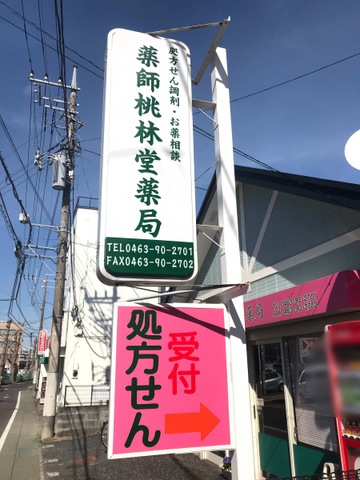 処方せん調剤・お薬相談
薬師桃林堂薬局
TEL0463-90-2701
FAX0463-90-2702
受付
処方せん
薬局